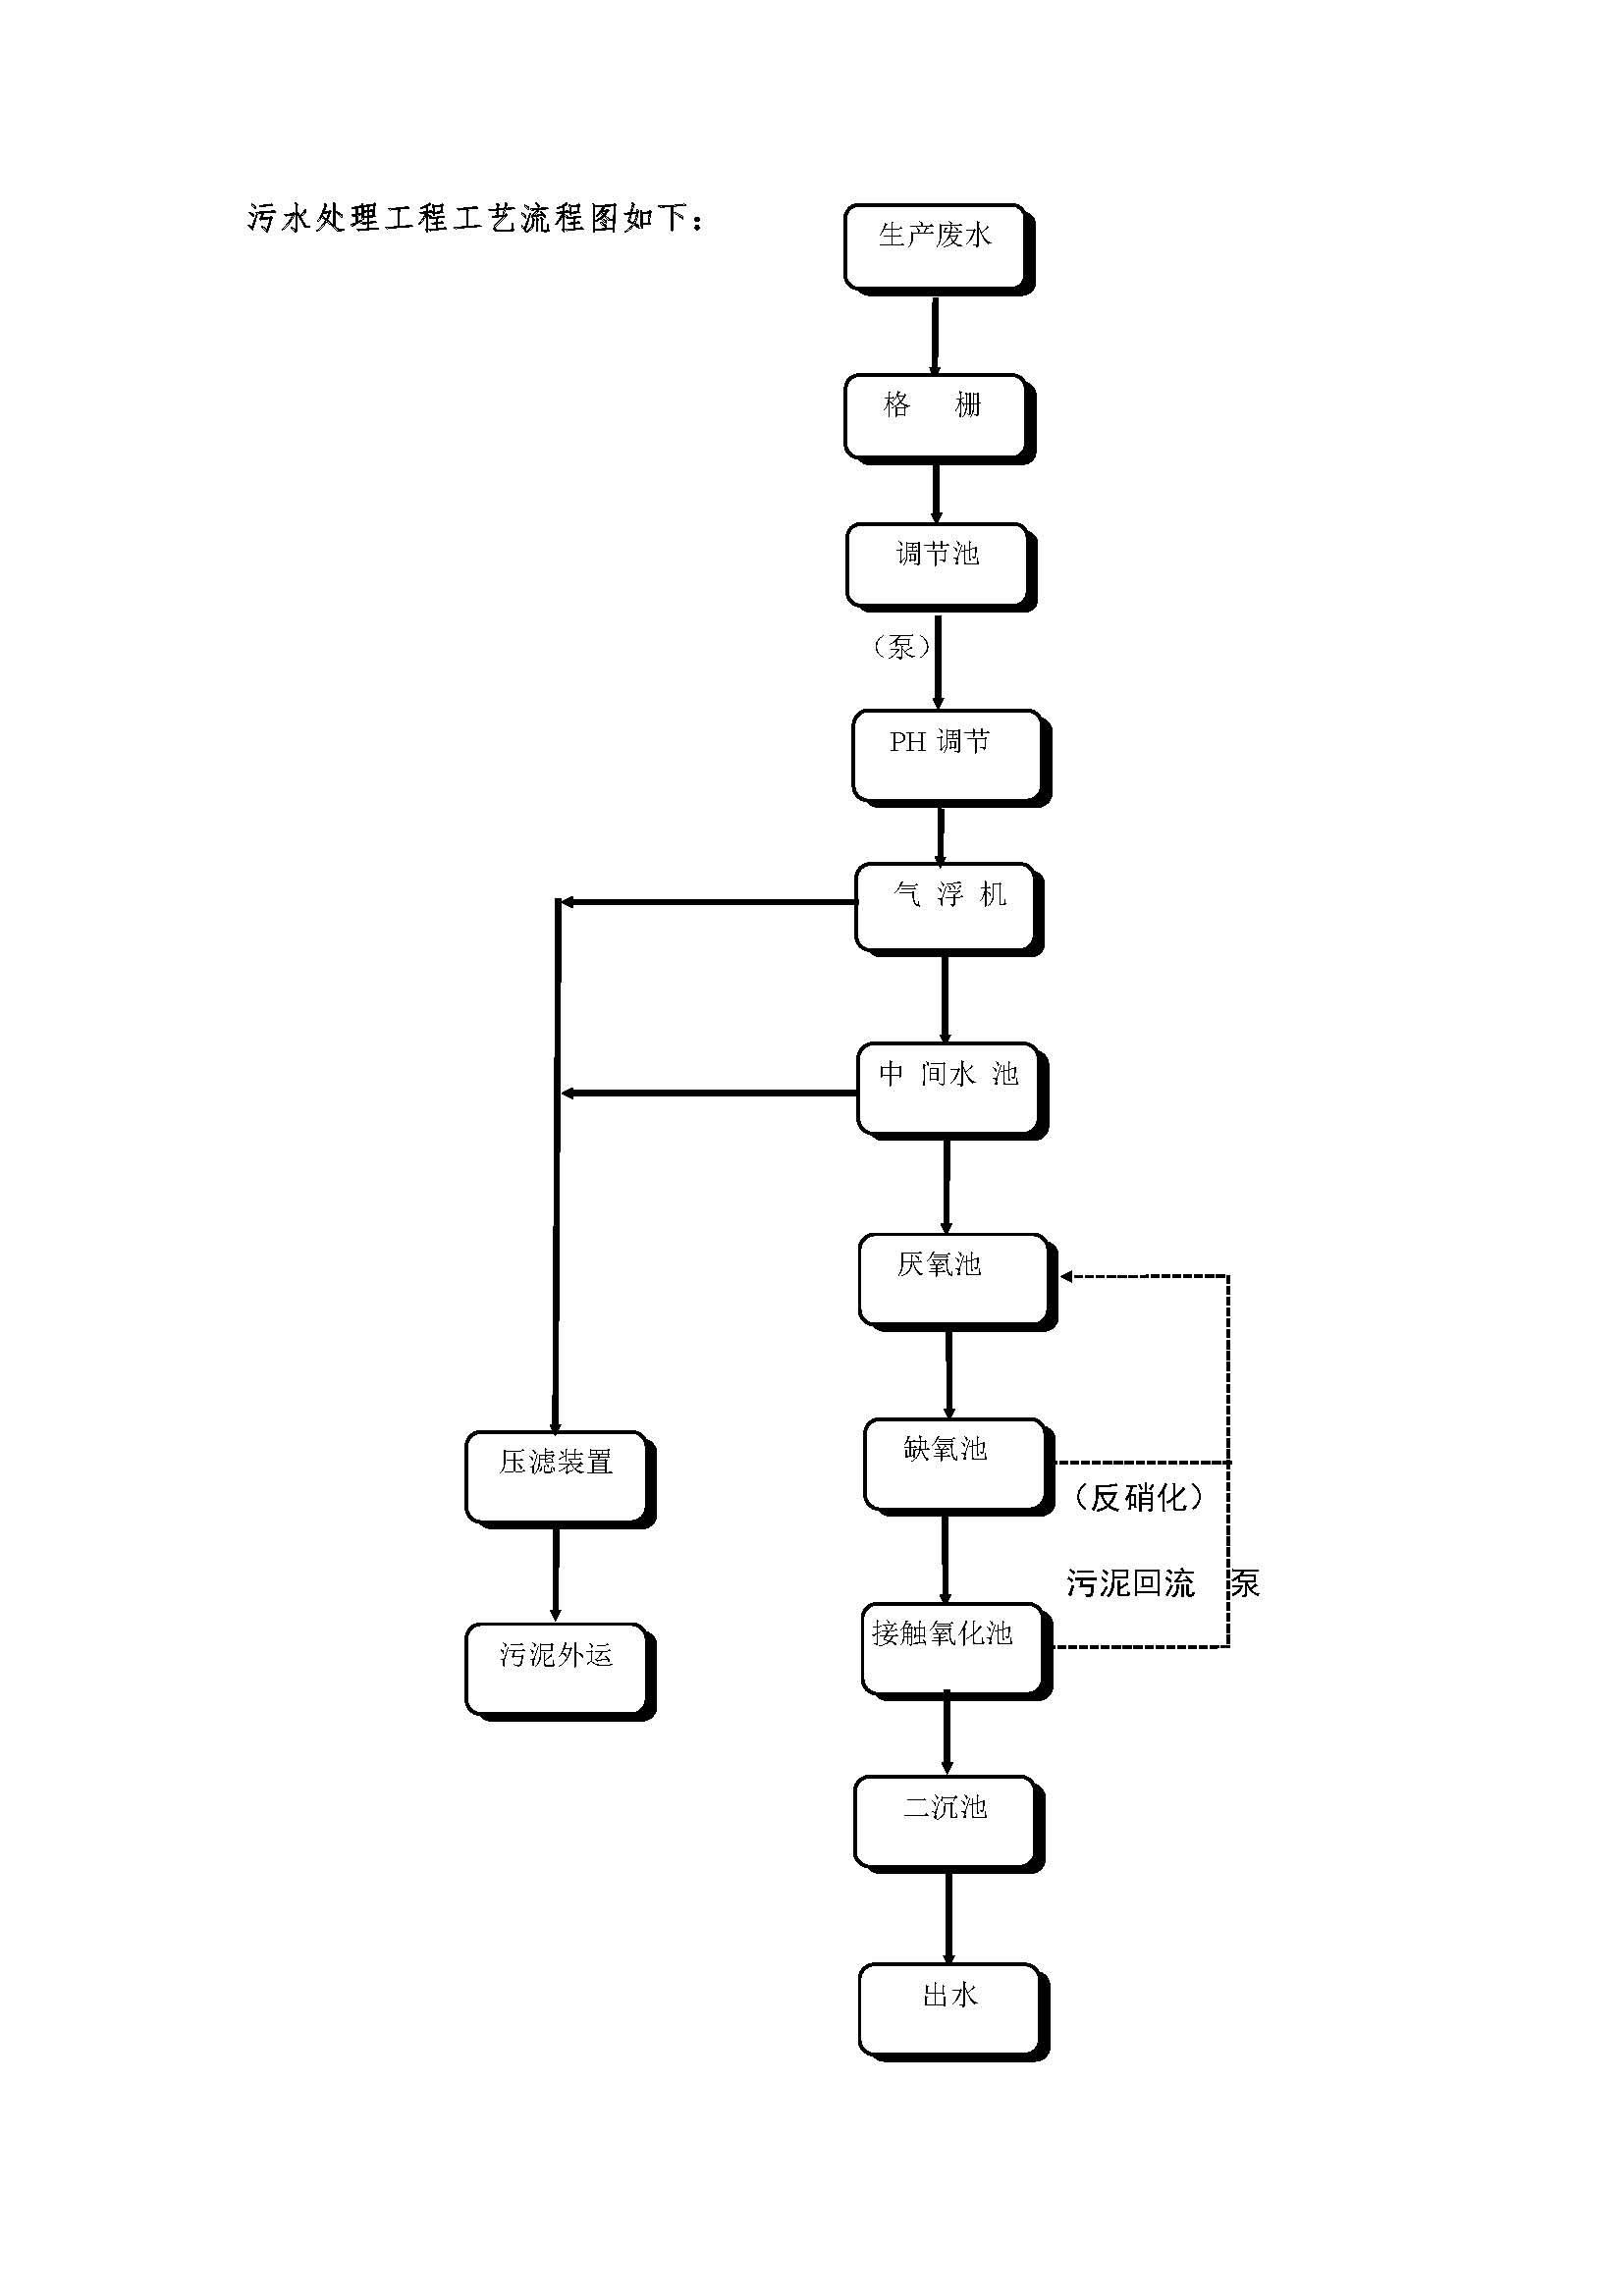 污水处理工程工艺流程图如下：
生产废水
格 栅
调节池
（泵）
PH 调节
气 浮 机
中 间水 池
厌氧池
缺氧池
压滤装置
（反硝化）
污泥回流 泵
接触氧化池
污泥外运
二沉池
出水